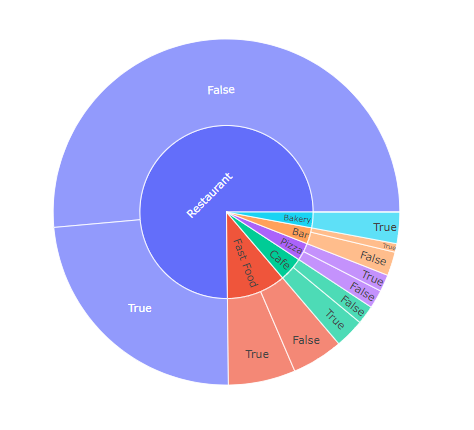 False
Restaurant
True
Fast Food
True
False
Cafe
True
False
Pizza
False
True
Bar
False
True
Bakery
True